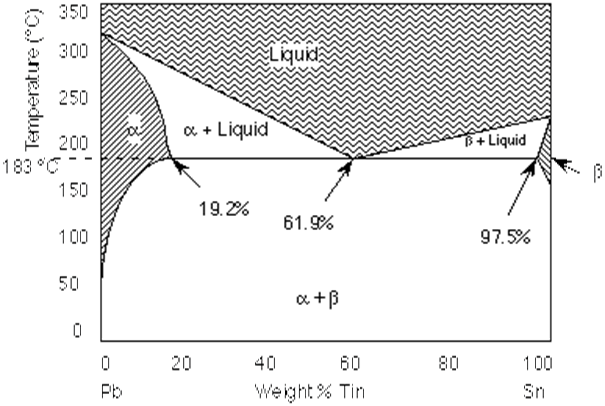 Temperature (°C)
350
300
250
200
183 °C
150
100
50
0
Liquid
α
α + Liquid
β + Liquid
β
19.2%
61.9%
97.5%
α + β
0 20 40 60 80 100
Pb Weight % Tin Sn